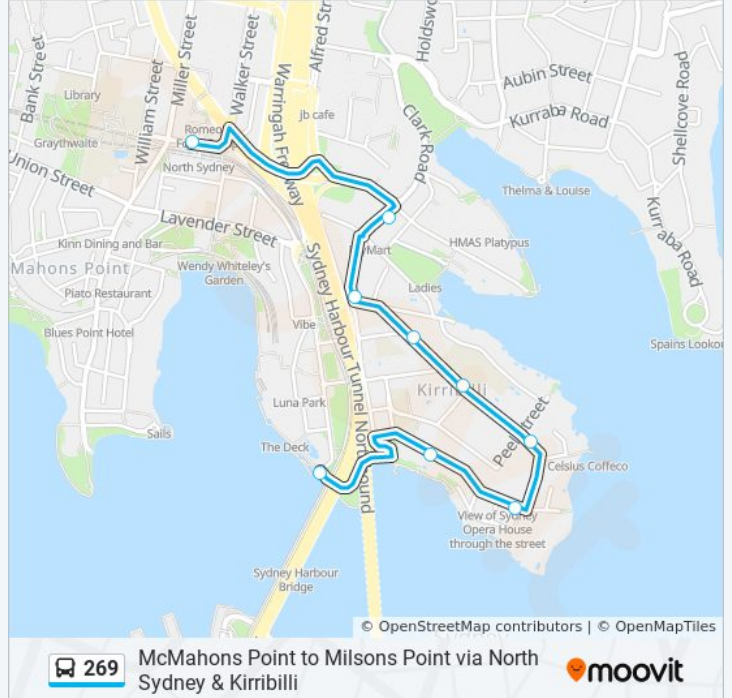 Alfred Str
Holdswo
Miller Street
Walker Street
Bank Street
Aubin Street
Library
William Street
Warringah Freeway
Jb cafe
Clark Road
Kurraba Road
Shellcove Road
Romeo
Graythwaite
North Sydney
Union Street
Thelma & Louise
Lavender Street
Kurraba Road
Kinn Dining and Bar
HMAS Platypus
Mahons Point
Wendy Whiteley's
Garden
Ladies
Piato Restaurant
Sydney Harbour Tunnel Northbound
Vibe
Blues Point Hotel
Spains Lookou
Kirribilli
Luna Park
Peel Street
Sails
The Deck
Celsius Coffeco
View of Sydney
Opera House
through the street
Sydney Harbour
Bridge
© OpenStreetMap contributors | © OpenMapTiles
269
McMahons Point to Milsons Point via North
Sydney & Kirribilli
moovit